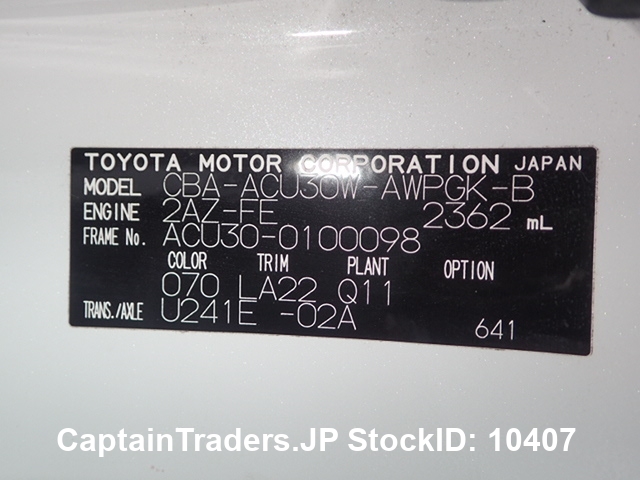 TOYOTA MOTOR CORPORATION JAPAN
MODEL CBA-ACU30W-AWPGK-B
ENGINE 2AZ-FE 2362 mL
FRAME No. ACU30-0100098
COLOR TRIM PLANT OPTION
070 LA22 Q11
TRANS./AXLE U241E -02A 641
CaptainTraders.JP StockID: 10407